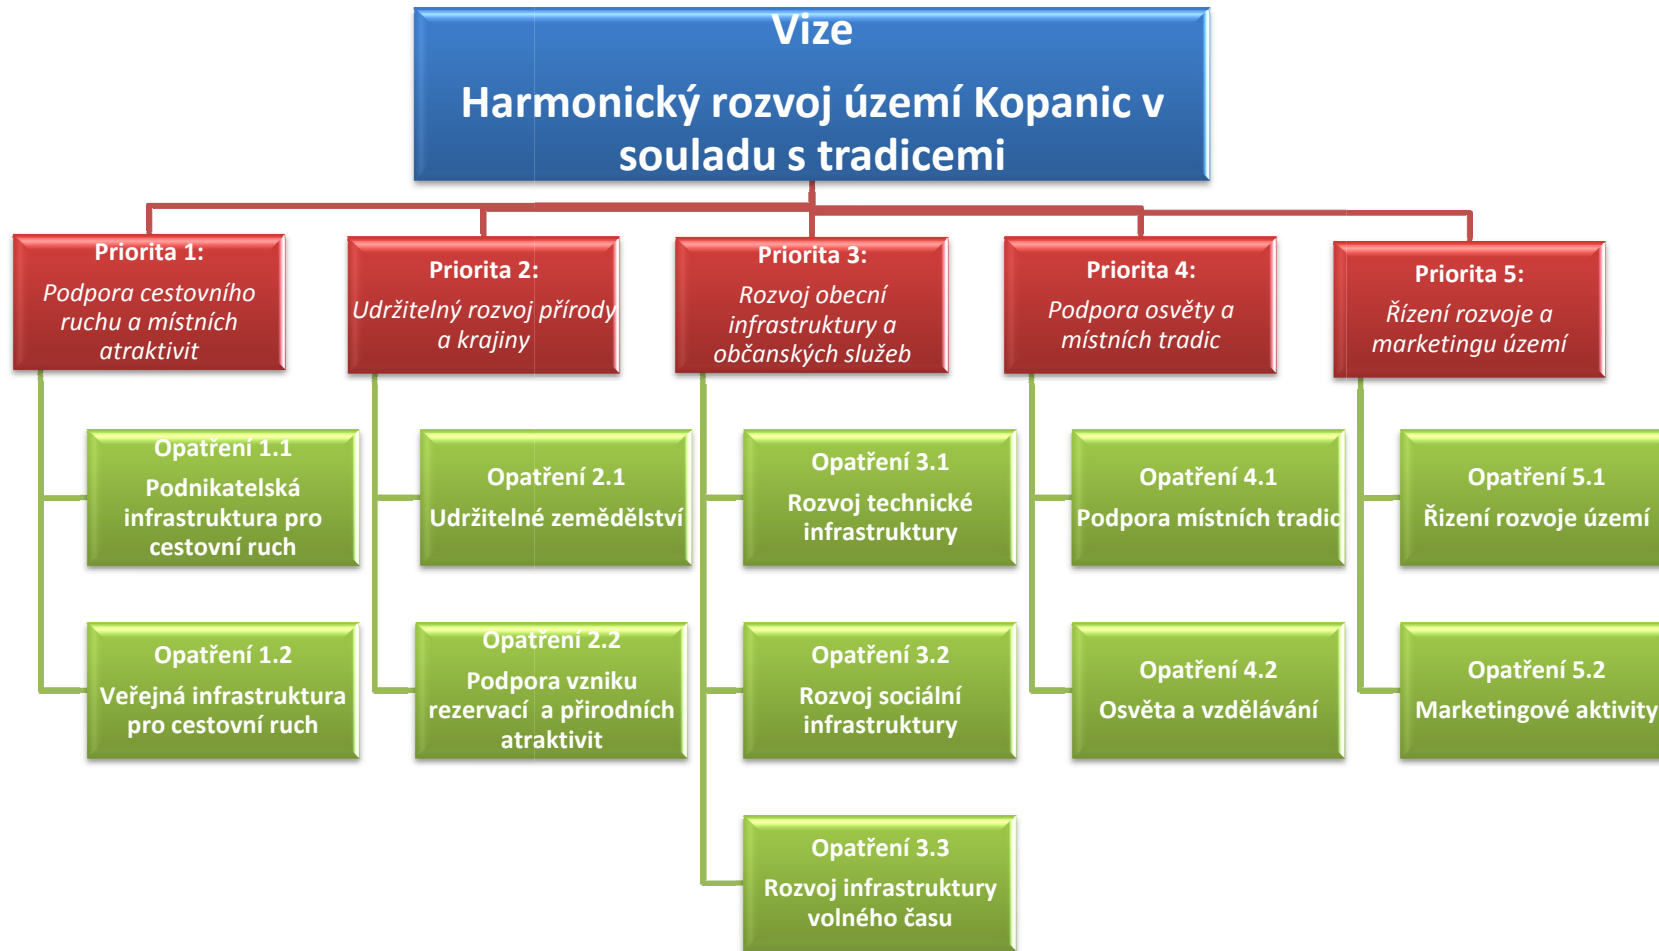 Vize
Harmonický rozvoj území Kopanic v
souladu s tradicemi
Priorita 1:
Podpora cestovního
ruchu a místních
atraktivit
Priorita 2:
Udržitelný rozvoj přírody
a krajiny
Priorita 3:
Rozvoj obecní
infrastruktury a
občanských služeb
Priorita 4:
Podpora osvěty a
místních tradic
Priorita 5:
Řízení rozvoje a
marketingu území
Opatření 1.1
Podnikatelská
infrastruktura pro
cestovní ruch
Opatření 2.1
Udržitelné zemědělství
Opatření 3.1
Rozvoj technické
infrastruktury
Opatření 4.1
Podpora místních tradic
Opatření 5.1
Řizení rozvoje území
Opatření 1.2
Veřejná infrastruktura
pro cestovní ruch
Opatření 2.2
Podpora vzniku
rezervací  a přirodních
atraktivit
Opatření 3.2
Rozvoj sociální
infrastruktury
Opatření 4.2
Osvěta a vzdělávání
Opatření 5.2
Marketingové aktivity
Opatření 3.3
Rozvoj infrastruktury
volného času